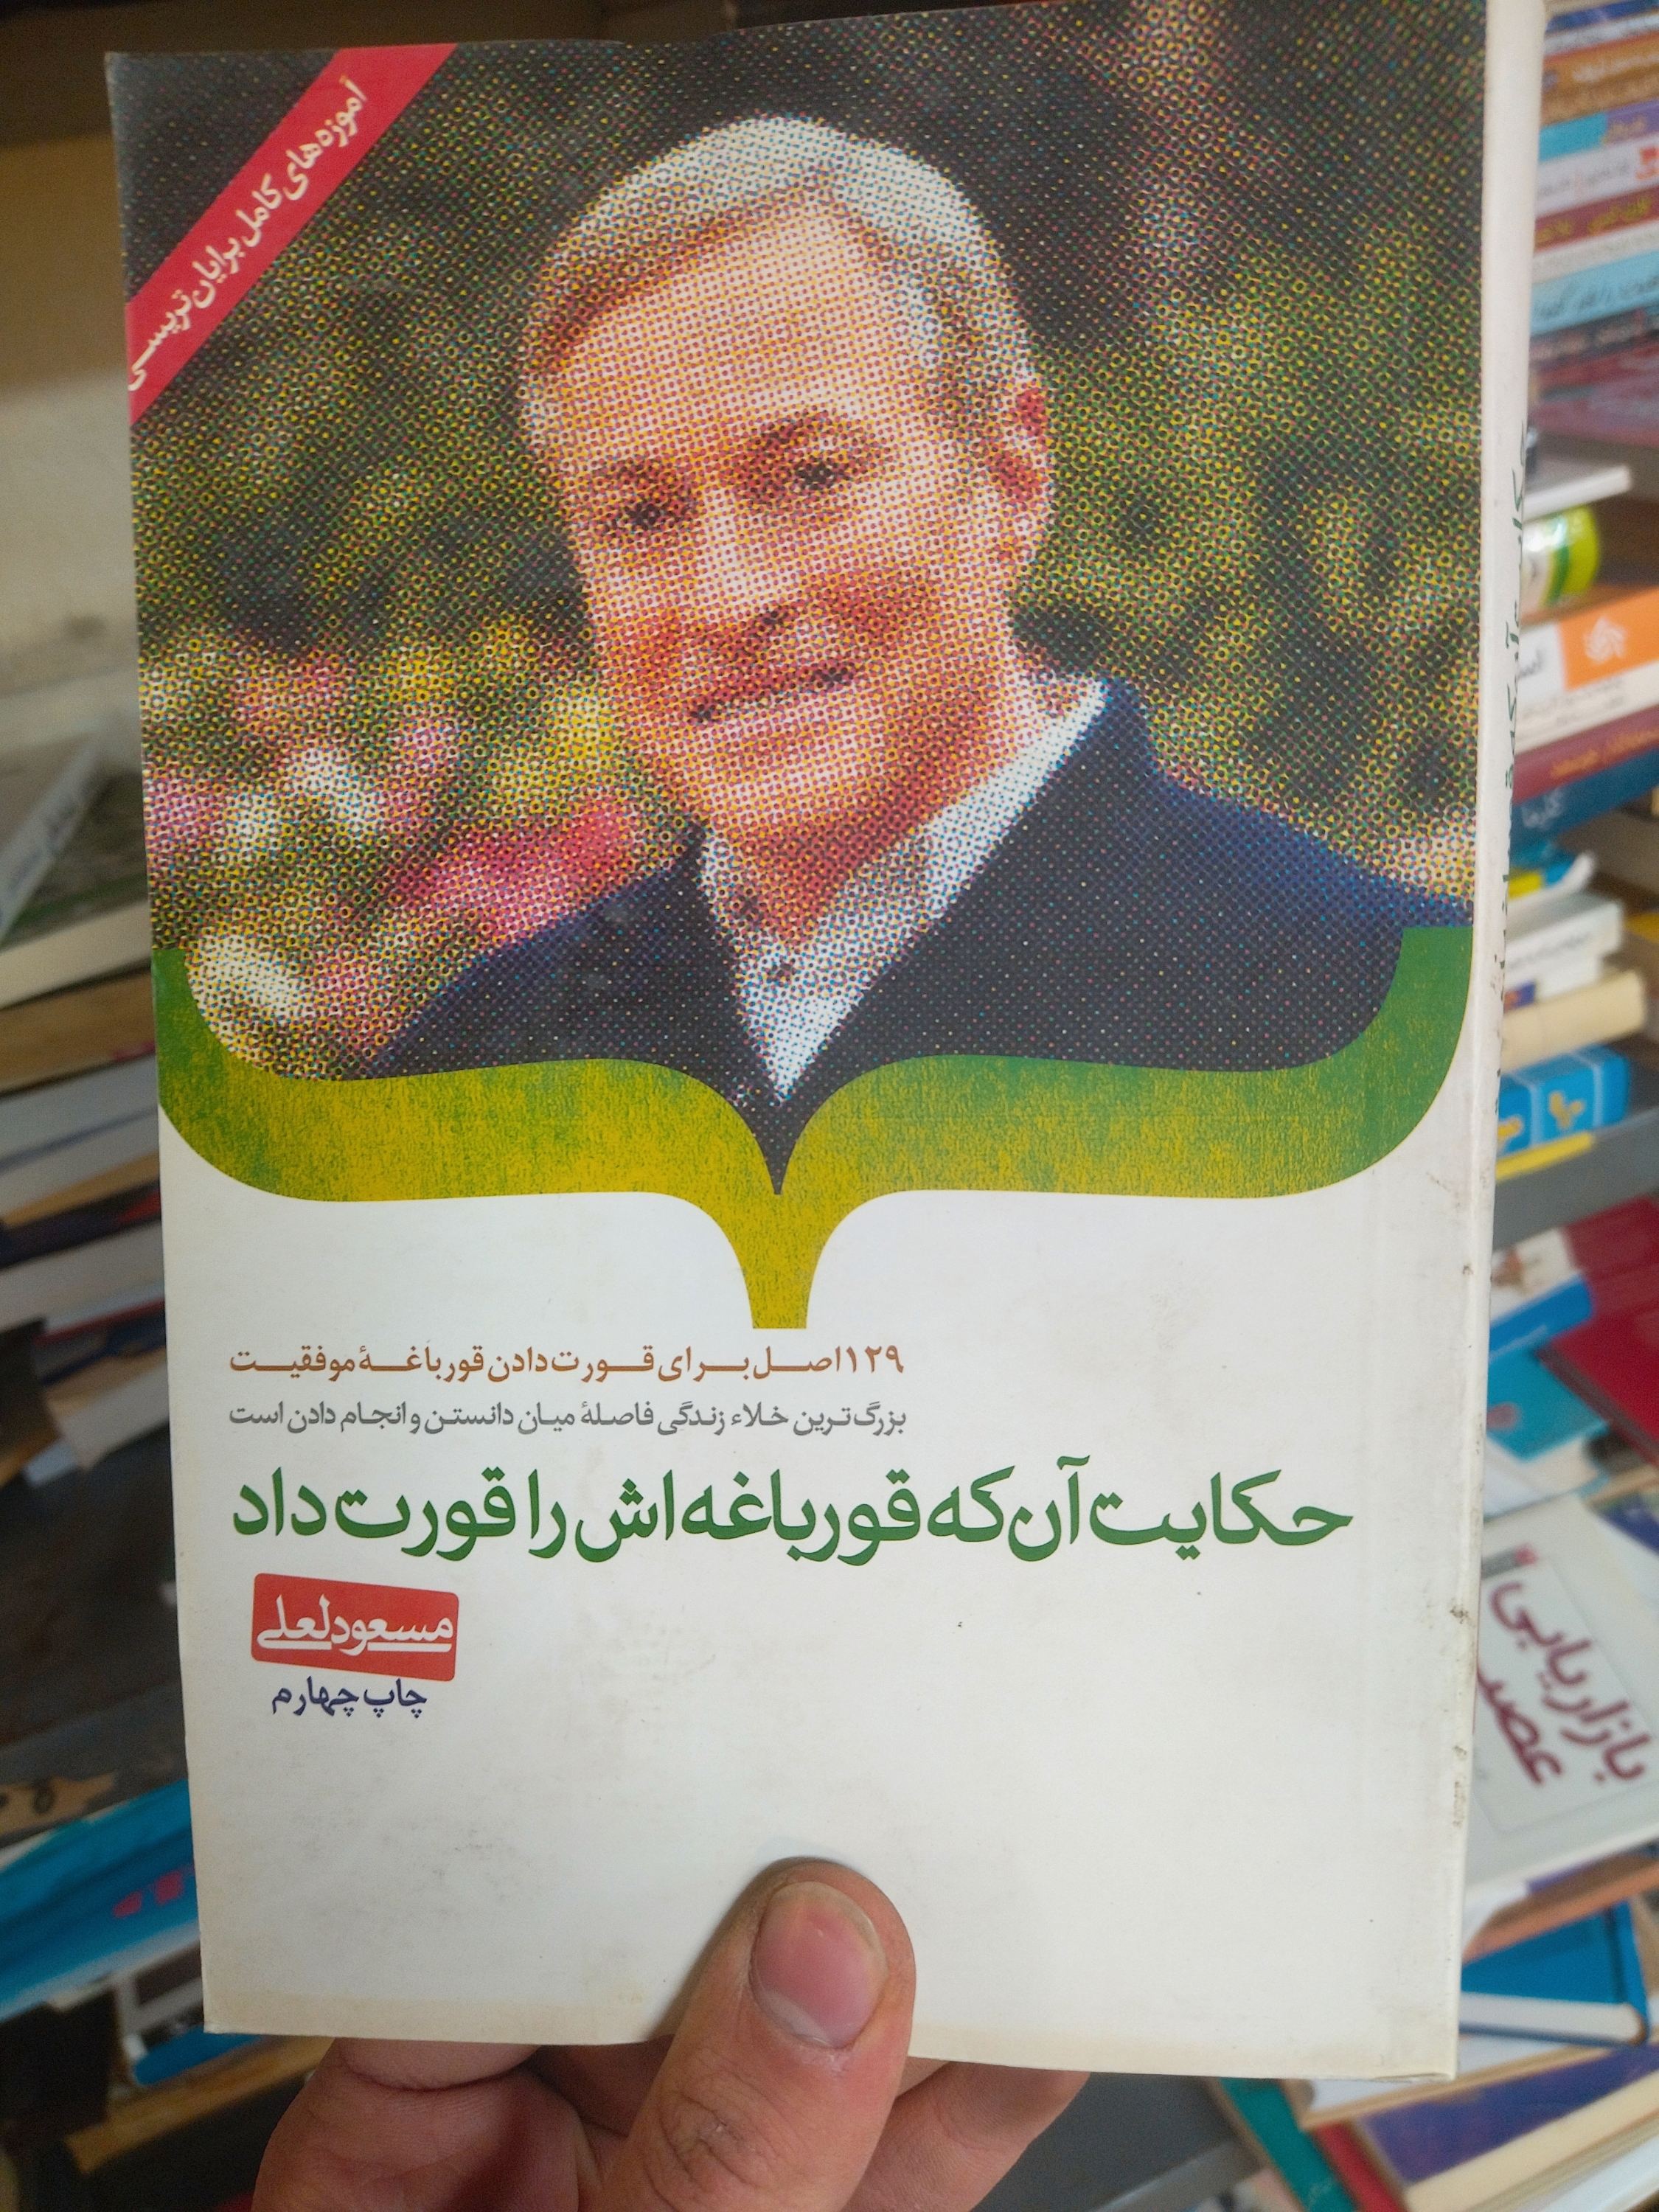 آموزه‌های کامل برایان تریسی
۱۲۹ اصل برای قورت دادن قورباغهٔ موفقیت
بزرگ‌ترین خلاء زندگی فاصلهٔ میان دانستن و انجام دادن است
حکایت آن که قورباغه‌اش را قورت داد
مسعود لعلی
چاپ چهارم
بازاریابی
عصر
کارما